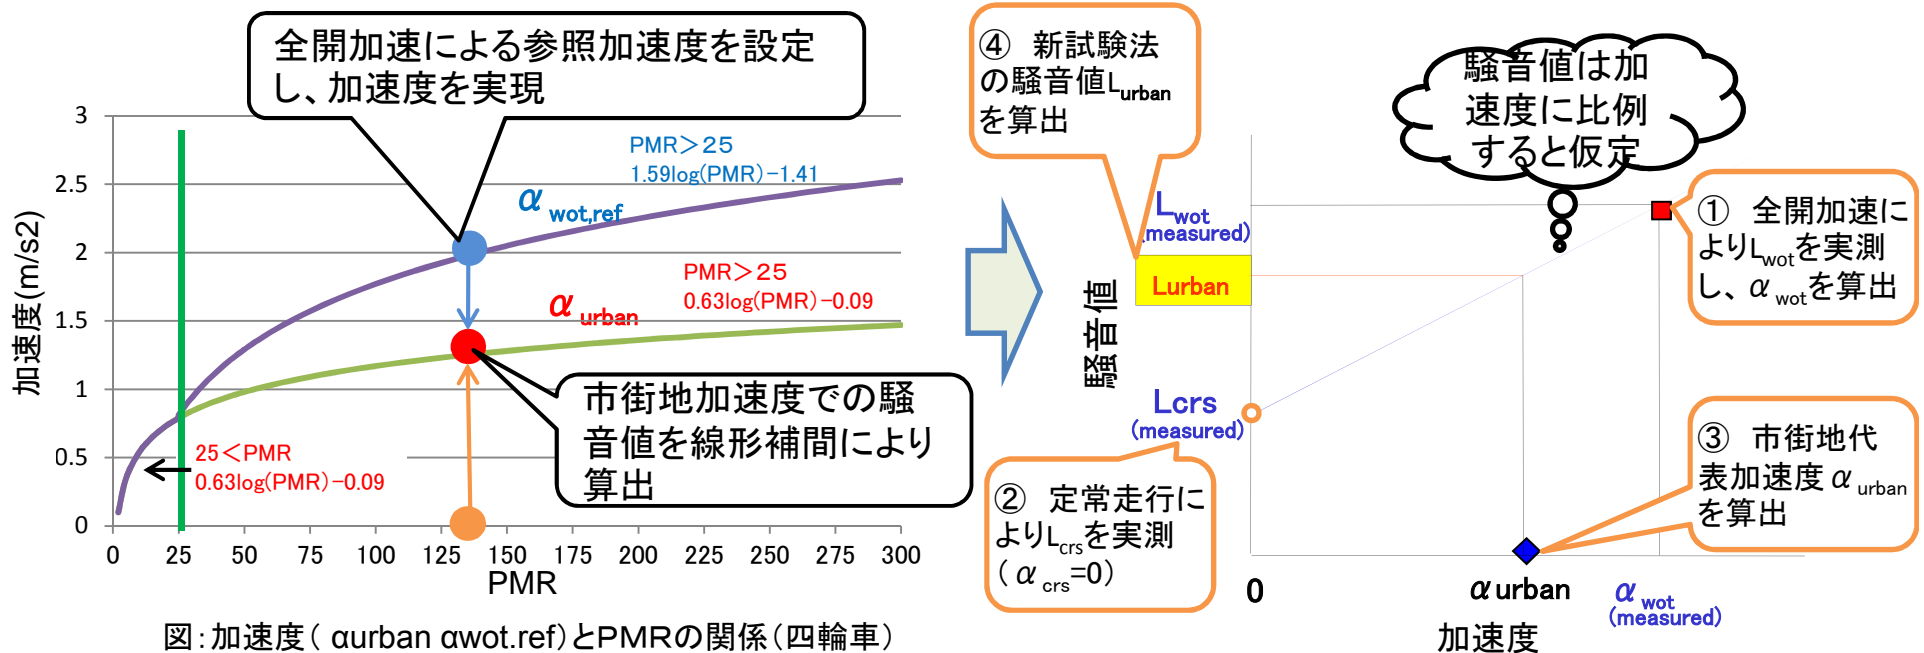 全開加速による参照加速度を設定
し、加速度を実現
3
2.5
2
1.5
1
0.5
0
加速度(m/s2)
PMR＞25
1.59log(PMR)−1.41
α wot,ref
PMR＞25
0.63log(PMR)−0.09
α urban
25＜PMR
0.63log(PMR)−0.09
市街地加速度での騒
音値を線形補間により
算出
0 25 50 75 100 125 150 175 200 225 250 275 300
PMR
図：加速度( αurban αwot.ref)とPMRの関係(四輪車)
④ 新試験法
の騒音値Lurban
を算出
騒音値は加
速度に比例
すると仮定
Lwot
(measured)
Lurban
騒音値
Lcrs
(measured)
① 全開加速に
よりLwotを実測
し、αwotを算出
② 定常走行に
よりLcrsを実測
(αcrs=0)
③ 市街地代
表加速度αurban
を算出
0
α urban
α wot
(measured)
加速度